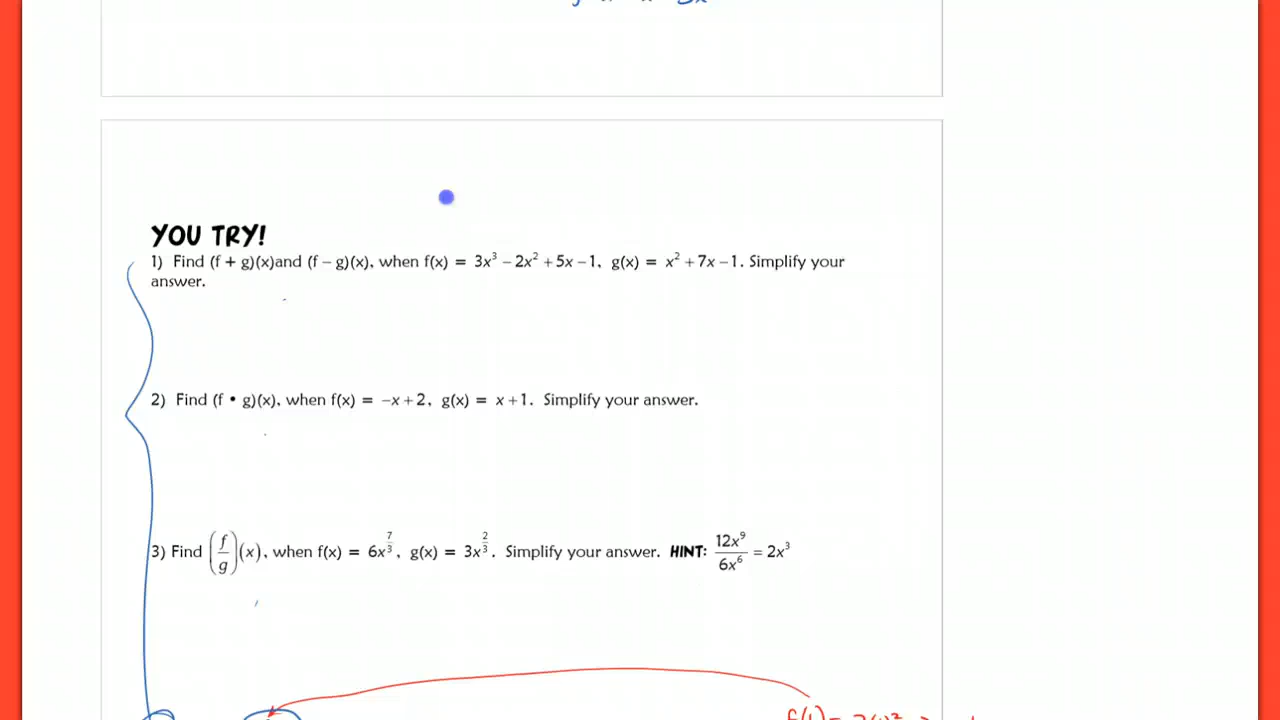 YOU TRY!
1) Find (f + g)(x)and (f – g)(x), when f(x) = 3x³ – 2x² + 5x – 1, g(x) = x² + 7x – 1. Simplify your
answer.
2) Find (f • g)(x), when f(x) = –x + 2, g(x) = x + 1. Simplify your answer.
3) Find (f/g)(x), when f(x) = 6x^(7/3), g(x) = 3x^(2/3). Simplify your answer. HINT: 12x⁹/6x⁶ = 2x³